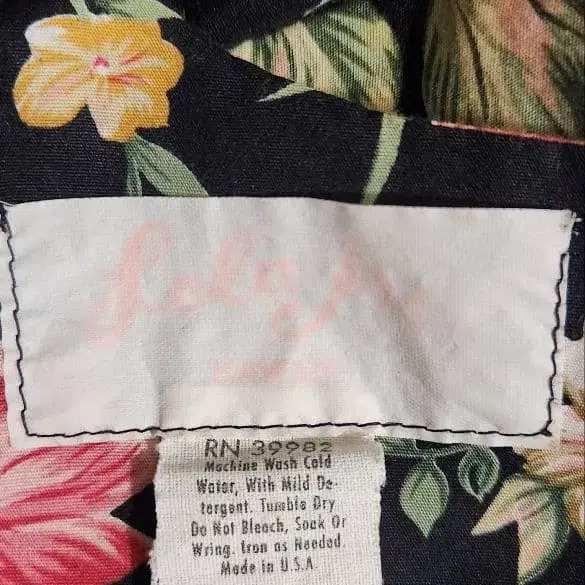 RN 39982
Machine Wash Cold
Water, With Mild De-
tergent. Tumble Dry
Do Not Bleach, Soak Or
Wring. Iron as Needed.
Made in U.S.A.